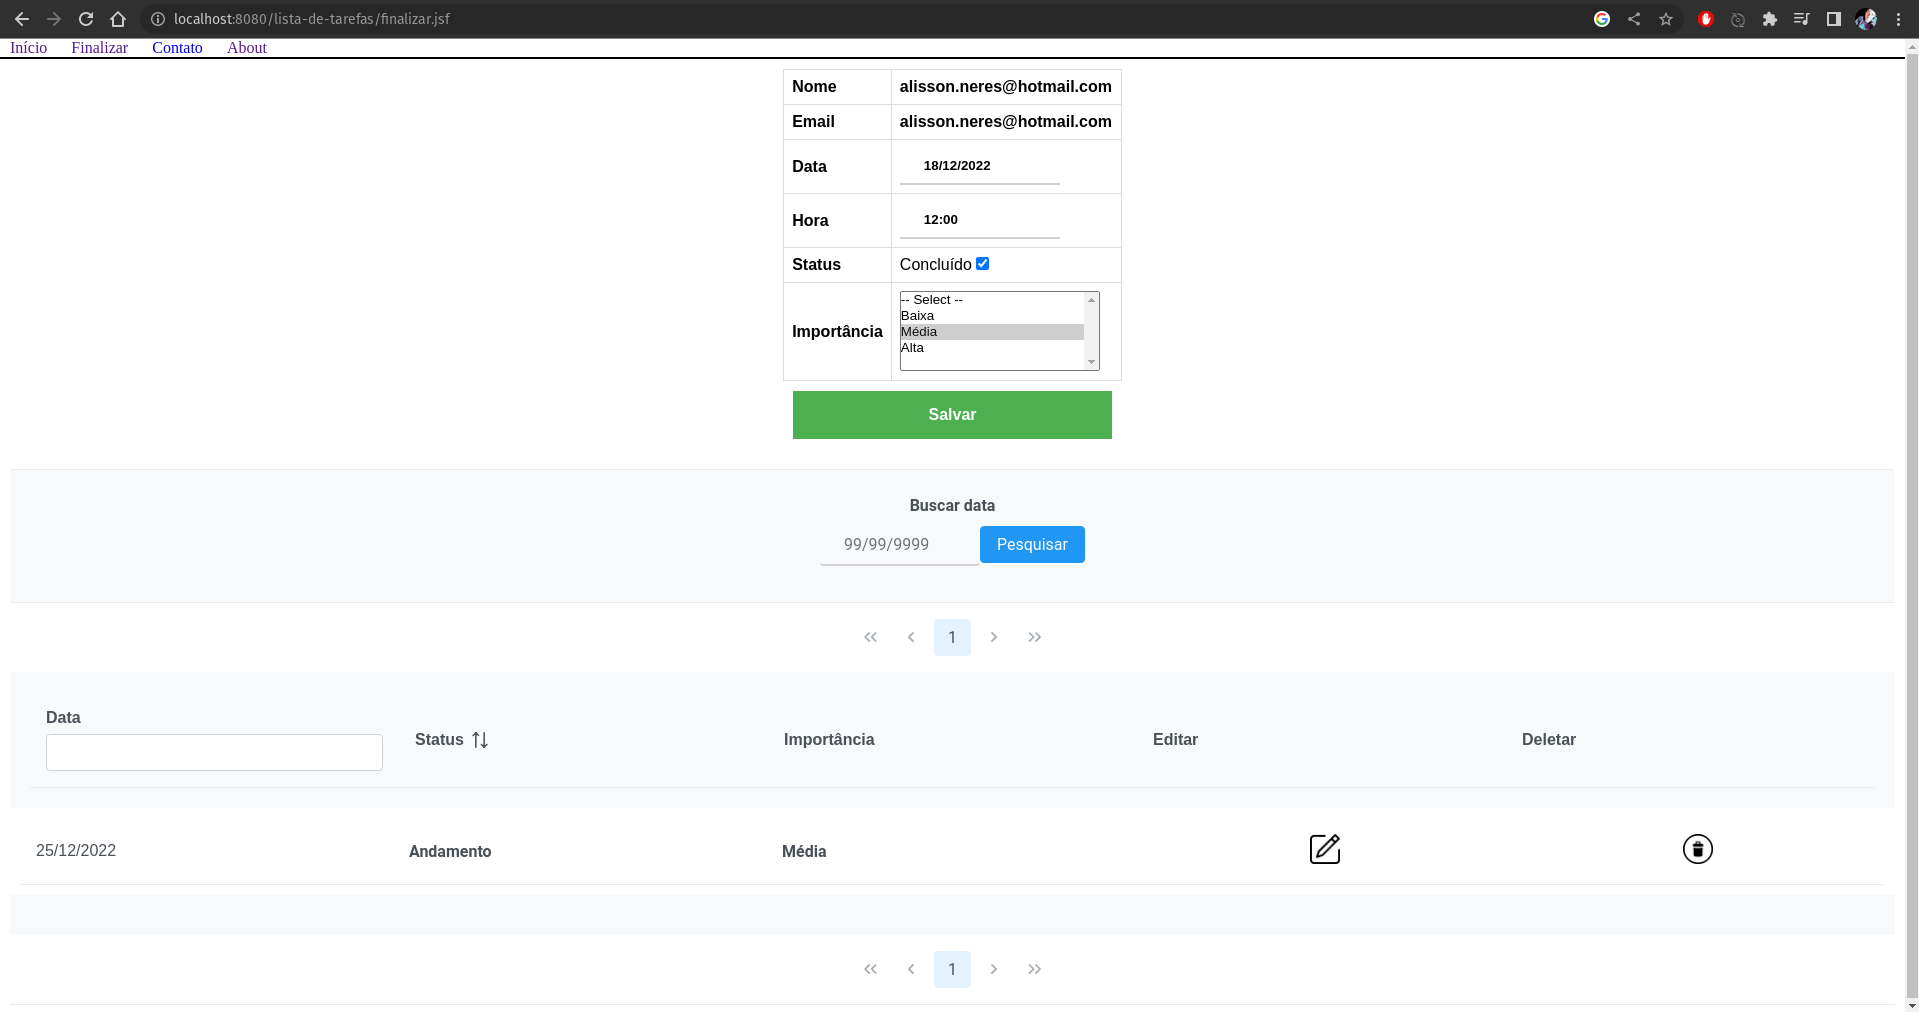 localhost:8080/lista-de-tarefas/finalizar.jsf
Início Finalizar Contato About
Nome alisson.neres@hotmail.com
Email alisson.neres@hotmail.com
Data 18/12/2022
Hora 12:00
Status Concluído
Importância
-- Select --
Baixa
Média
Alta
Salvar
Buscar data
99/99/9999 Pesquisar
1
Data
Status Importância Editar Deletar
25/12/2022 Andamento Média
1